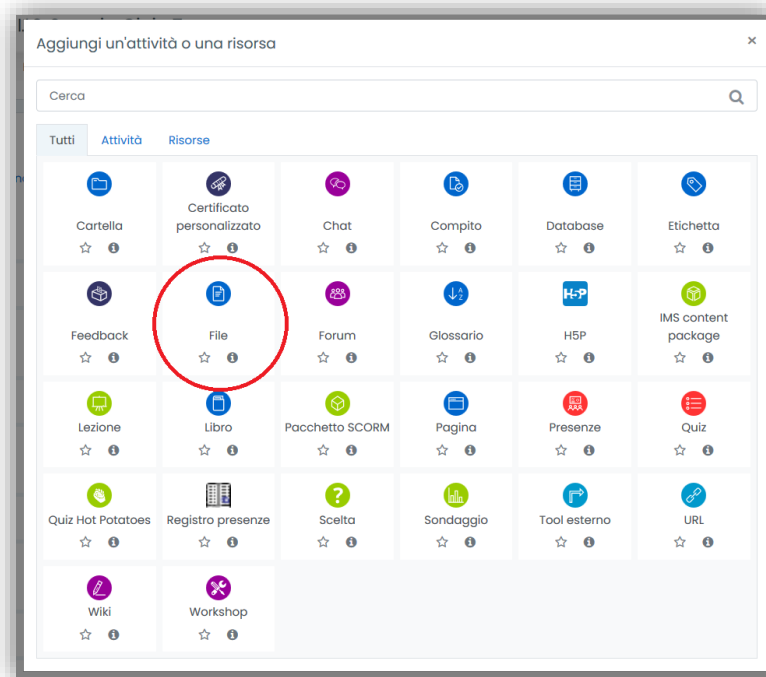 Aggiungi un'attività o una risorsa ×
Cerca
Tutti Attività Risorse
Cartella
Certificato
personalizzato
Chat
Compito
Database
Etichetta
Feedback
File
Forum
Glossario
H5P
H5P
IMS content
package
Lezione
Libro
Pacchetto SCORM
Pagina
Presenze
Quiz
Quiz Hot Potatoes
Registro presenze
Scelta
Sondaggio
Tool esterno
URL
Wiki
Workshop